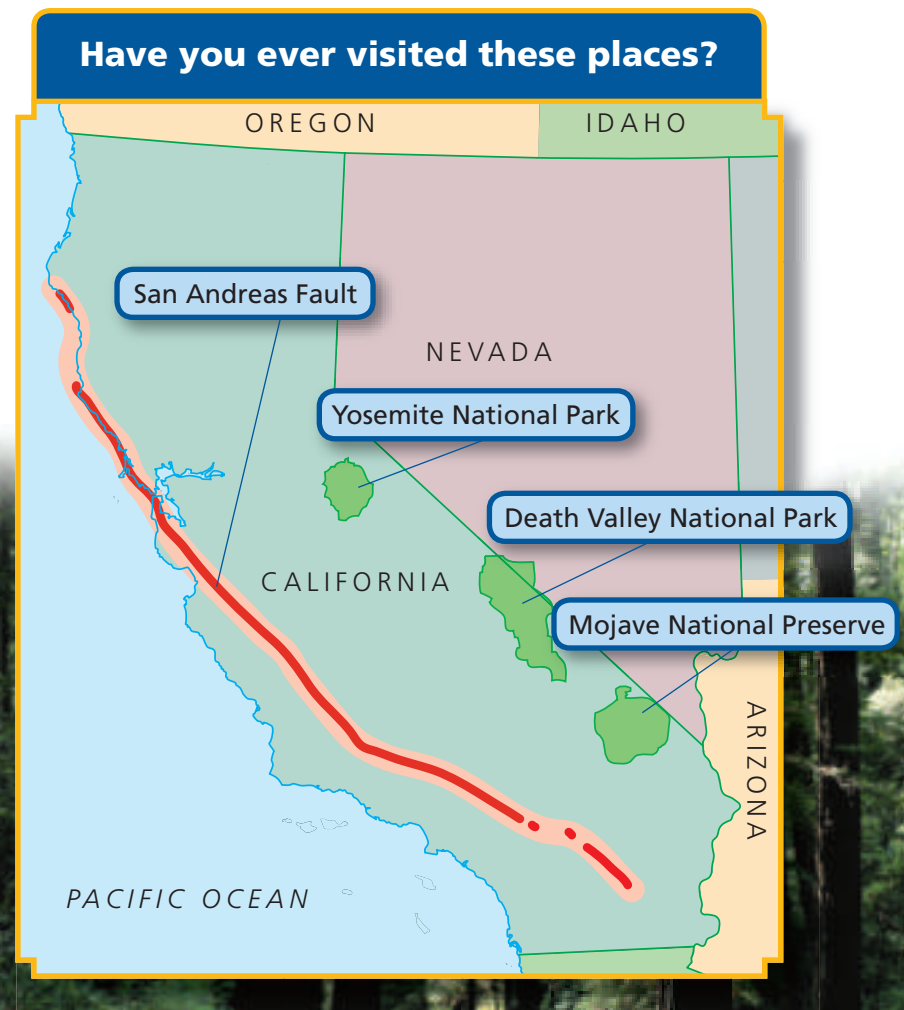 Have you ever visited these places?
OREGON
IDAHO
San Andreas Fault
NEVADA
Yosemite National Park
Death Valley National Park
CALIFORNIA
Mojave National Preserve
ARIZONA
PACIFIC OCEAN